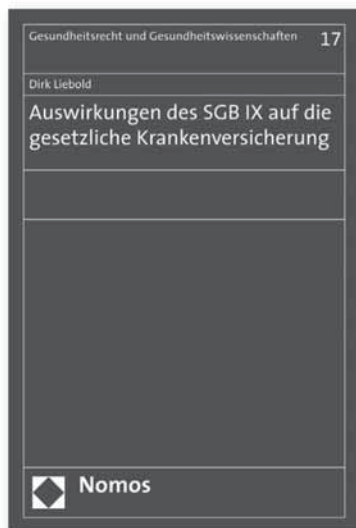 Gesundheitsrecht und Gesundheitswissenschaften 17
Dirk Liebold
Auswirkungen des SGB IX auf die
gesetzliche Krankenversicherung
Nomos